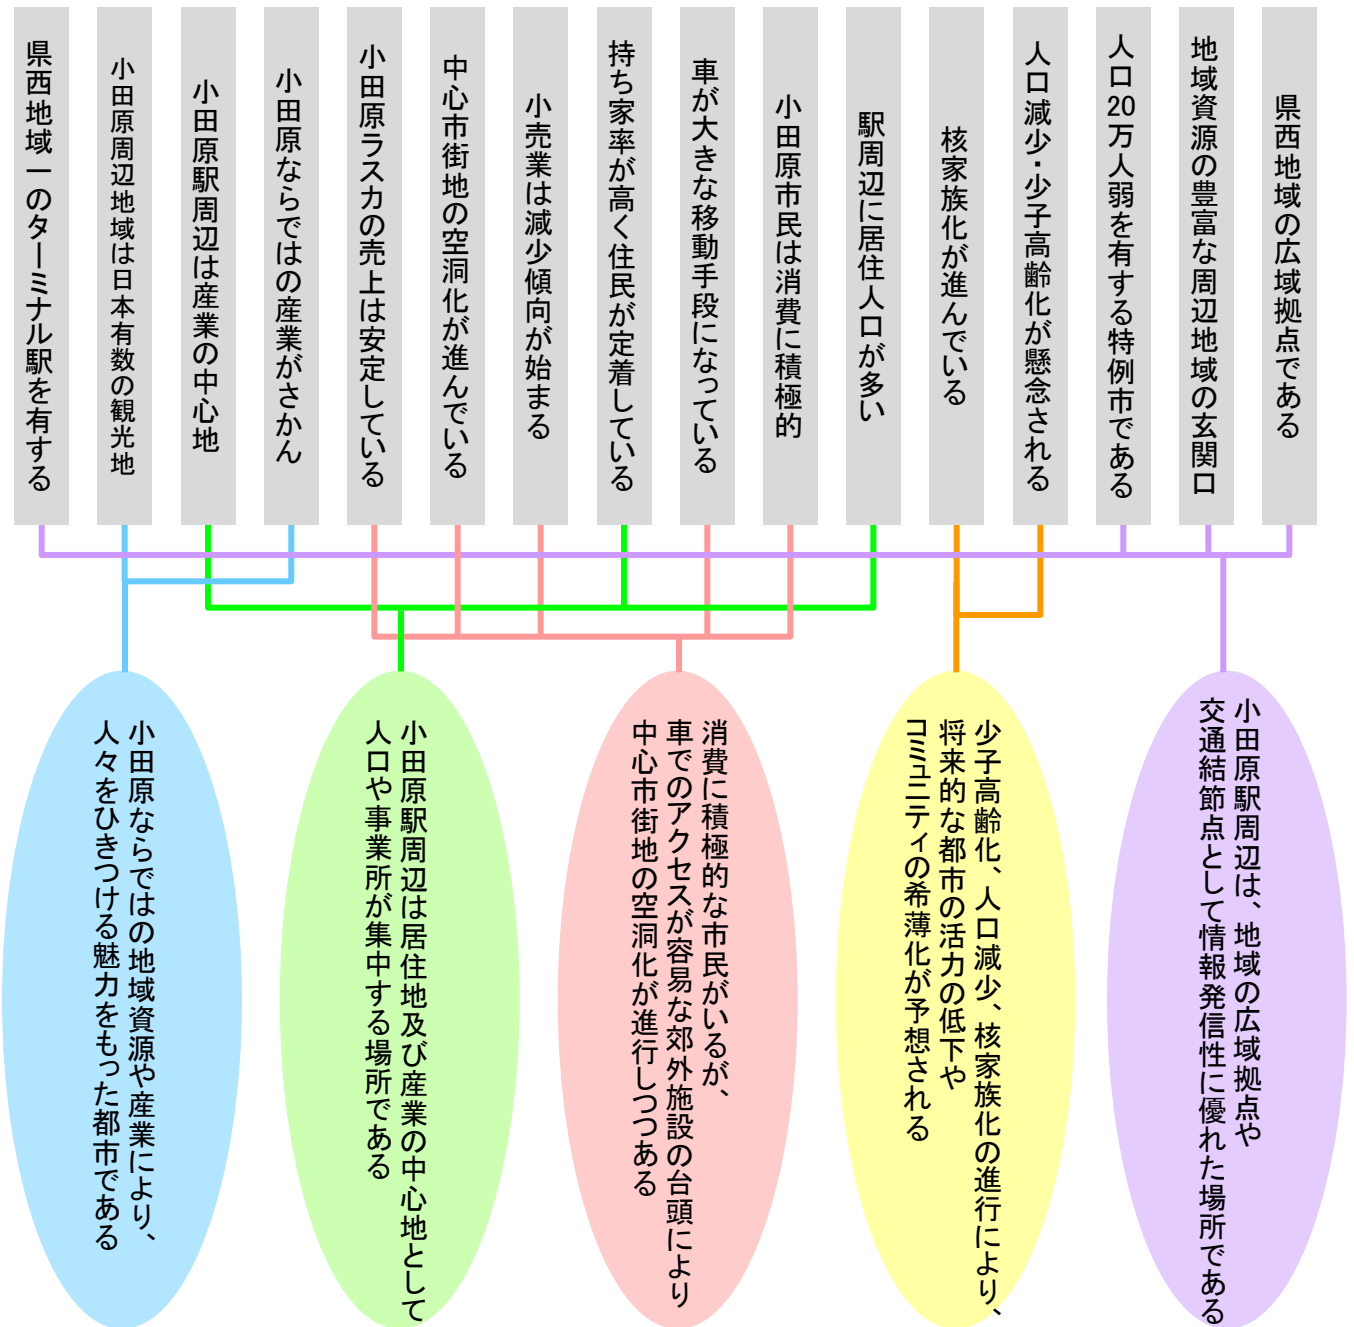 県西地域の広域拠点である
地域資源の豊富な周辺地域の玄関口
人口20万人弱を有する特例市である
人口減少・少子高齢化が懸念される
核家族化が進んでいる
駅周辺に居住人口が多い
小田原市民は消費に積極的
車が大きな移動手段になっている
持ち家率が高く住民が定着している
小売業は減少傾向が始まる
中心市街地の空洞化が進んでいる
小田原ラスカの売上は安定している
小田原ならではの産業がさかん
小田原駅周辺は産業の中心地
小田原周辺地域は日本有数の観光地
県西地域一のターミナル駅を有する
小田原駅周辺は、地域の広域拠点や
交通結節点として情報発信性に優れた場所である
少子高齢化、人口減少、核家族化の進行により、
将来的な都市の活力の低下や
コミュニティの希薄化が予想される
消費に積極的な市民がいるが、
車でのアクセスが容易な郊外施設の台頭により
中心市街地の空洞化が進行しつつある
小田原駅周辺は居住地及び産業の中心地として
人口や事業所が集中する場所である
小田原ならではの地域資源や産業により、
人々をひきつける魅力をもった都市である